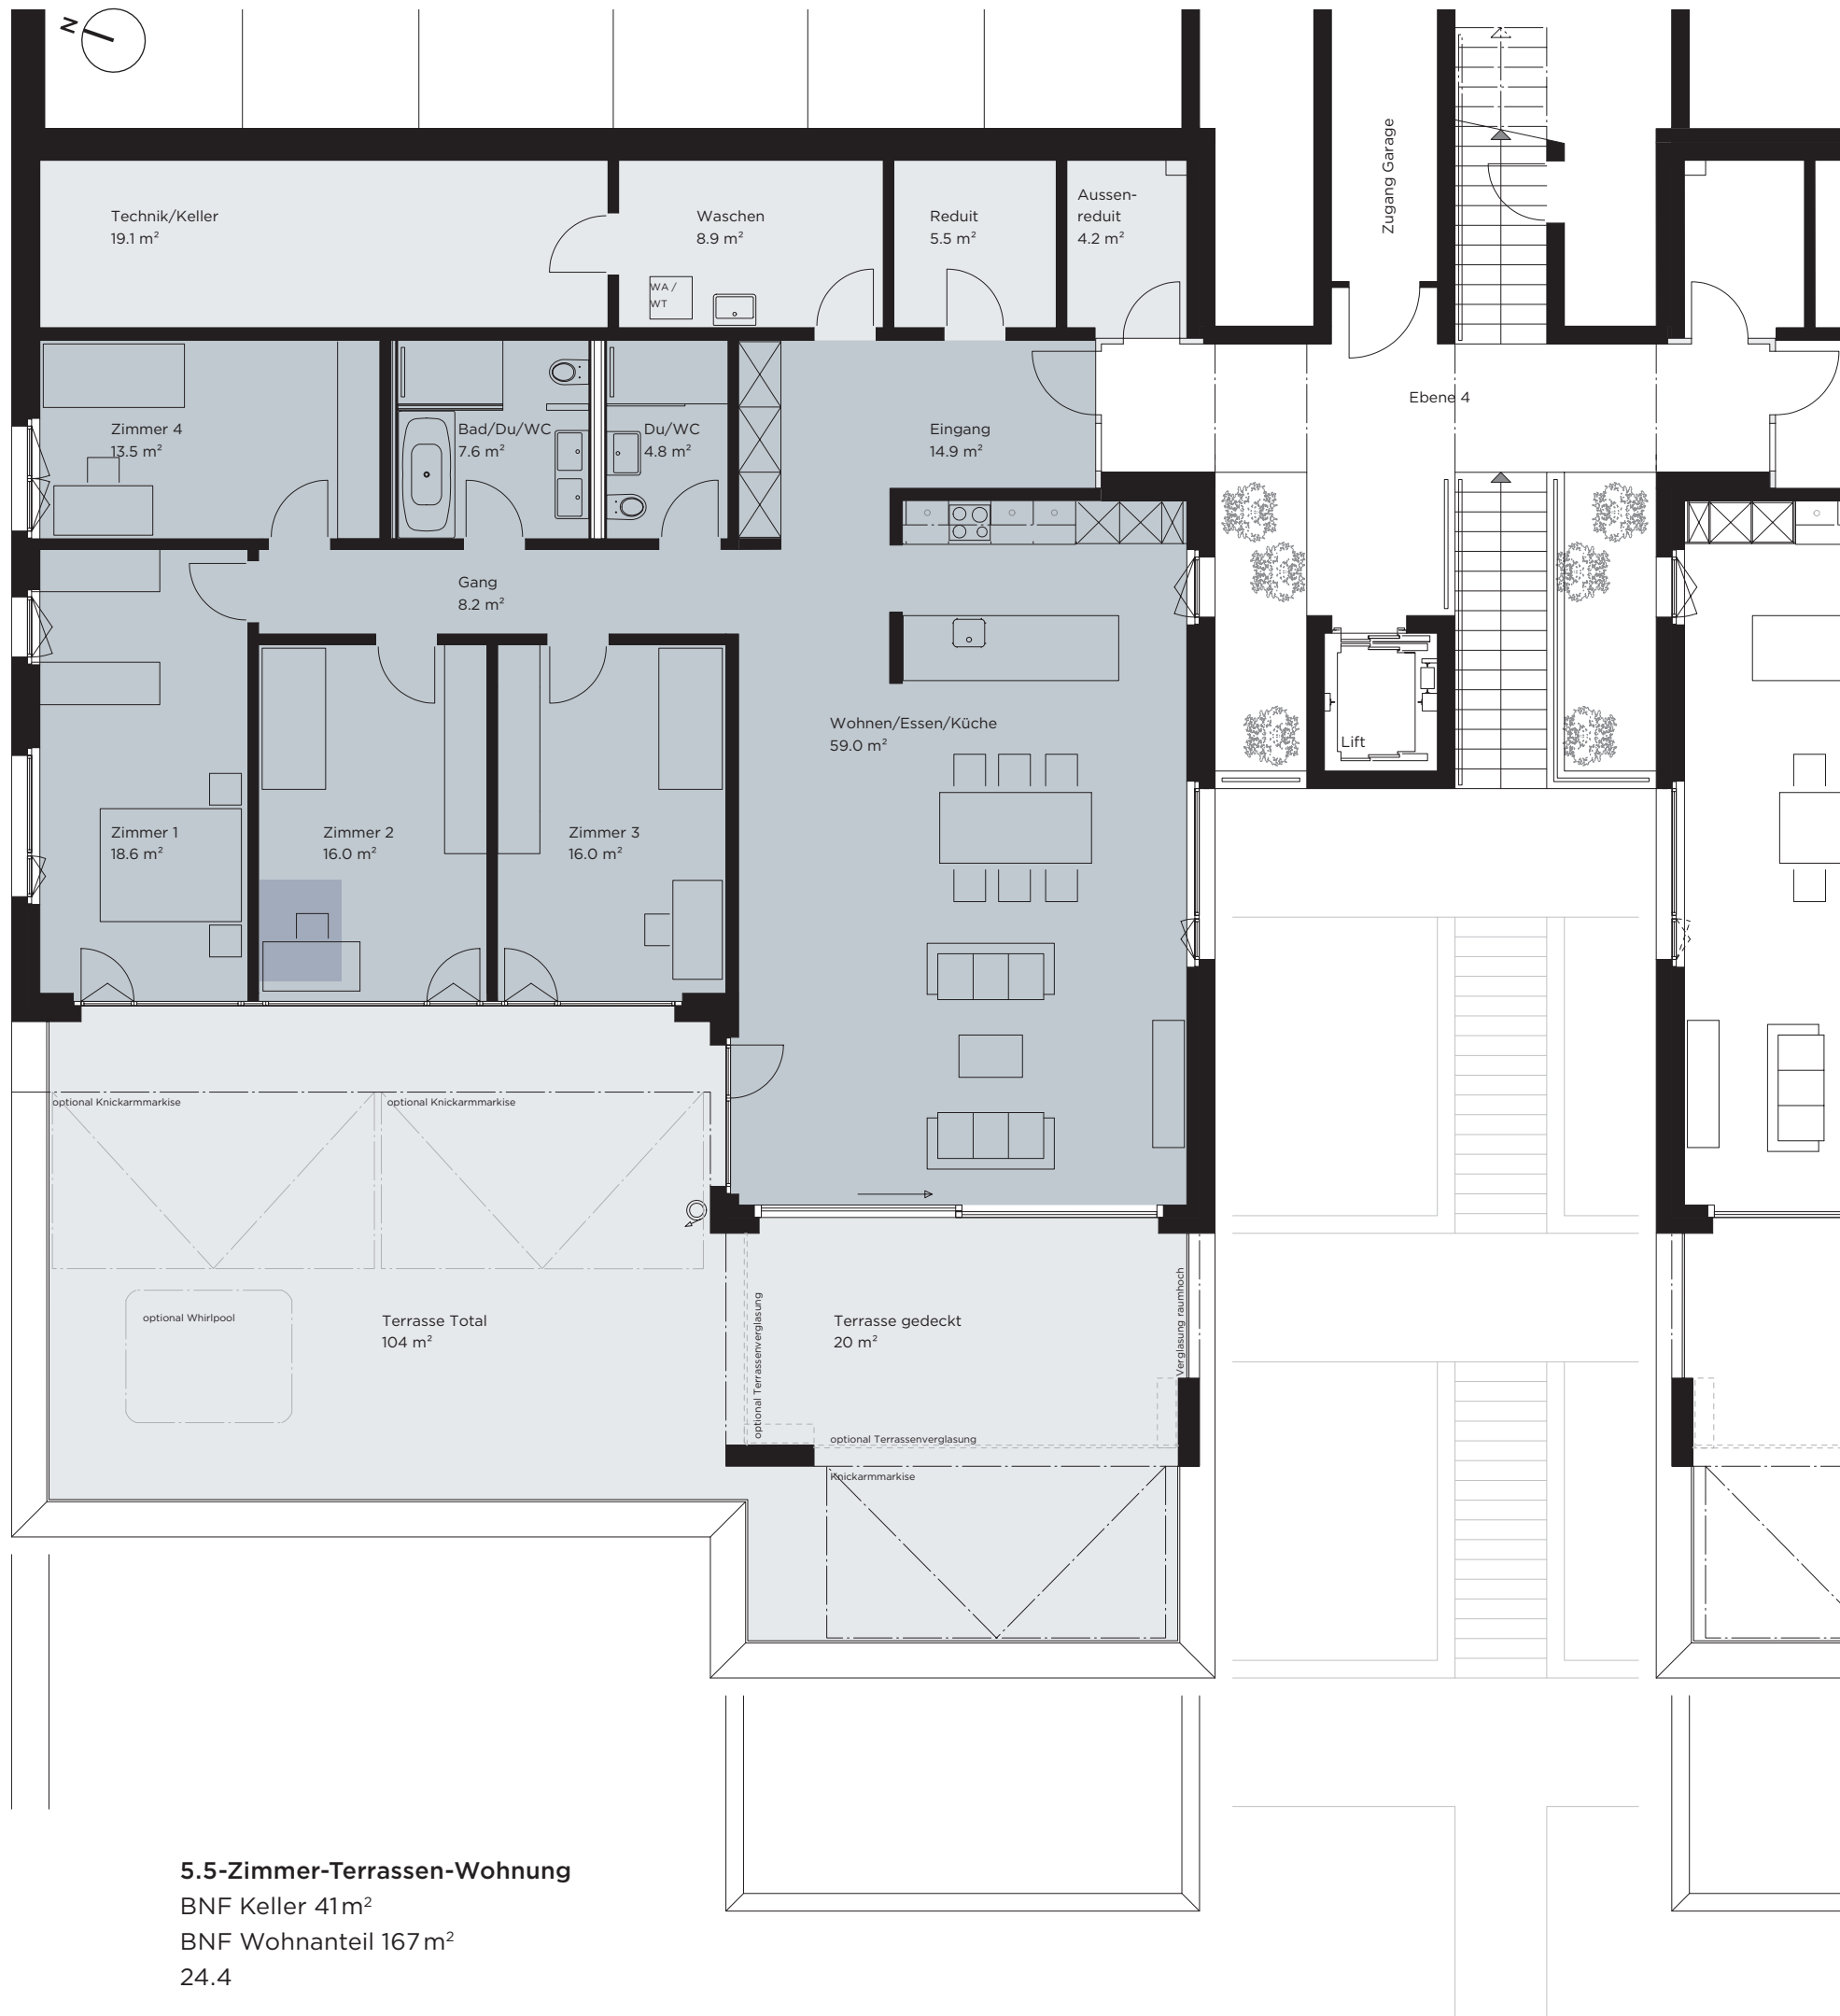 N
Technik/Keller
19.1 m²
Waschen
8.9 m²
WA /
WT
Reduit
5.5 m²
Aussen-
reduit
4.2 m²
Zugang Garage
Zimmer 4
13.5 m²
Bad/Du/WC
7.6 m²
Du/WC
4.8 m²
Eingang
14.9 m²
Ebene 4
Gang
8.2 m²
Wohnen/Essen/Küche
59.0 m²
Lift
Zimmer 1
18.6 m²
Zimmer 2
16.0 m²
Zimmer 3
16.0 m²
optional Knickarmmarkise
optional Knickarmmarkise
optional Whirlpool
Terrasse Total
104 m²
optional Terrassenverglasung
Terrasse gedeckt
20 m²
Verglasung raumhoch
optional Terrassenverglasung
Knickarmmarkise
5.5-Zimmer-Terrassen-Wohnung
BNF Keller 41 m²
BNF Wohnanteil 167 m²
24.4